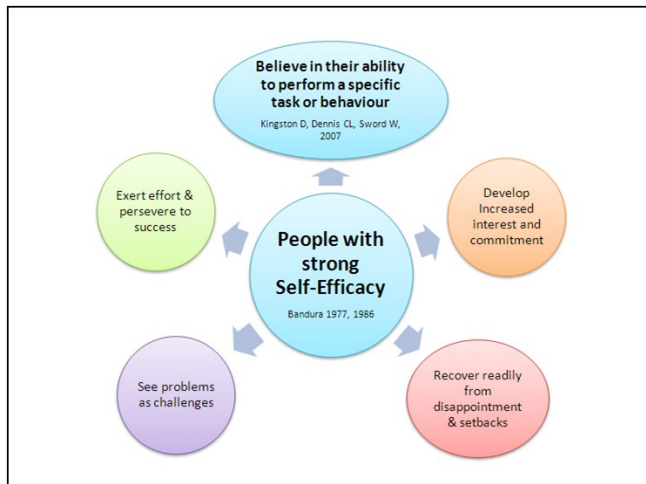 Believe in their ability
to perform a specific
task or behaviour
Kingston D, Dennis CL, Sword W,
2007
Exert effort &
persevere to
success
Develop
Increased
interest and
commitment
People with
strong
Self-Efficacy
Bandura 1977, 1986
See problems
as challenges
Recover readily
from
disappointment
& setbacks